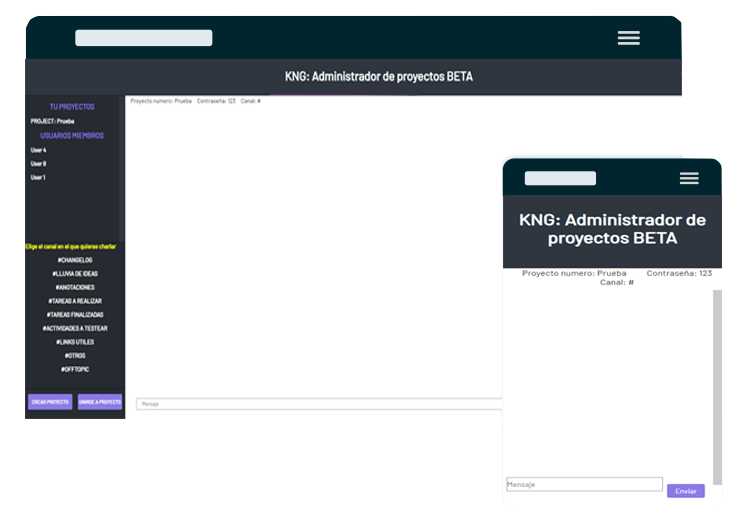 KNG: Administrador de proyectos BETA
TU PROYECTOS
PROJECT: Prueba
USUARIOS MIEMBROS
User 4
User 8
User 1
Proyecto numero: Prueba Contraseña: 123 Canal: #
Elige el canal en el que quieras charlar
#CHANGELOG
#LLUVIA DE IDEAS
#ANOTACIONES
#TAREAS A REALIZAR
#TAREAS FINALIZADAS
#ACTIVIDADES A TESTEAR
#LINKS UTILES
#OTROS
#OFFTOPIC
CREAR PROYECTO
UNIRSE A PROYECTO
Mensaje
KNG: Administrador de
proyectos BETA
Proyecto numero: Prueba Contraseña: 123
Canal: #
Mensaje
Enviar